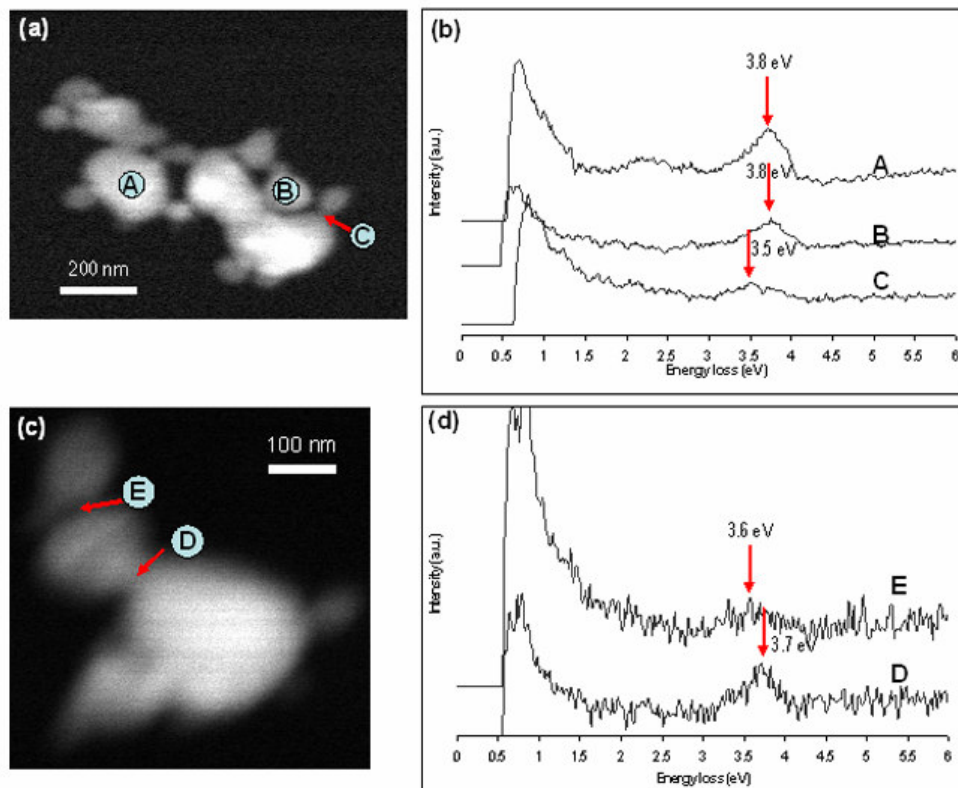 (a)
A
B
C
200 nm
(b)
3.8 eV
A
3.8 eV
B
3.5 eV
C
Intensity (a.u.)
0 0.5 1 1.5 2 2.5 3 3.5 4 4.5 5 5.5 6
Energy loss (eV)
(c)
100 nm
E
D
(d)
3.6 eV
E
3.7 eV
D
Intensity (a.u.)
0 0.5 1 1.5 2 2.5 3 3.5 4 4.5 5 5.5 6
Energy loss (eV)